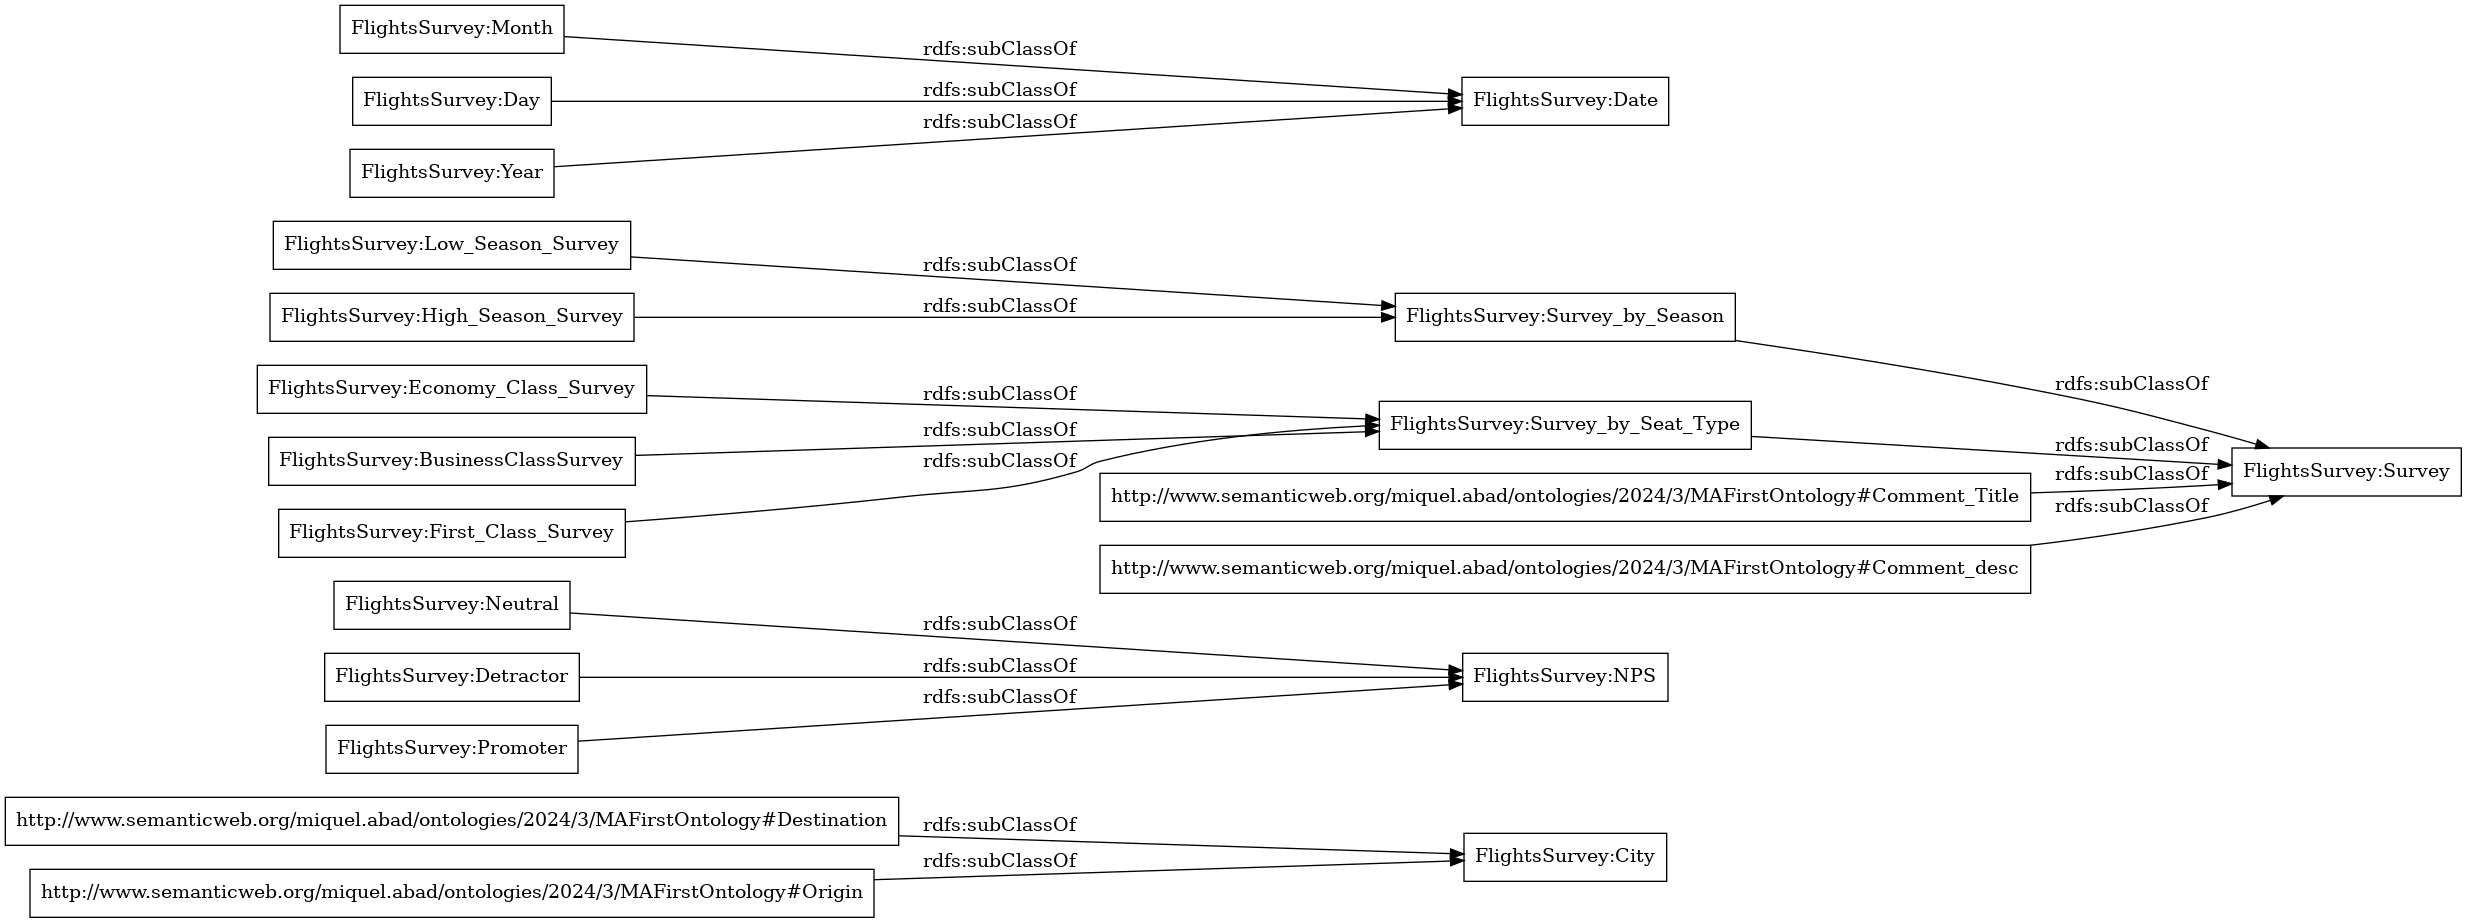 FlightsSurvey:Month
rdfs:subClassOf
FlightsSurvey:Day
rdfs:subClassOf
FlightsSurvey:Date
rdfs:subClassOf
FlightsSurvey:Year
FlightsSurvey:Low_Season_Survey
rdfs:subClassOf
FlightsSurvey:High_Season_Survey
rdfs:subClassOf
FlightsSurvey:Survey_by_Season
FlightsSurvey:Economy_Class_Survey
rdfs:subClassOf
rdfs:subClassOf
FlightsSurvey:Survey_by_Seat_Type
rdfs:subClassOf
FlightsSurvey:BusinessClassSurvey
rdfs:subClassOf
rdfs:subClassOf
FlightsSurvey:Survey
http://www.semanticweb.org/miquel.abad/ontologies/2024/3/MAFirstOntology#Comment_Title
rdfs:subClassOf
rdfs:subClassOf
FlightsSurvey:First_Class_Survey
http://www.semanticweb.org/miquel.abad/ontologies/2024/3/MAFirstOntology#Comment_desc
FlightsSurvey:Neutral
rdfs:subClassOf
FlightsSurvey:Detractor
rdfs:subClassOf
FlightsSurvey:NPS
rdfs:subClassOf
FlightsSurvey:Promoter
http://www.semanticweb.org/miquel.abad/ontologies/2024/3/MAFirstOntology#Destination
rdfs:subClassOf
FlightsSurvey:City
rdfs:subClassOf
http://www.semanticweb.org/miquel.abad/ontologies/2024/3/MAFirstOntology#Origin